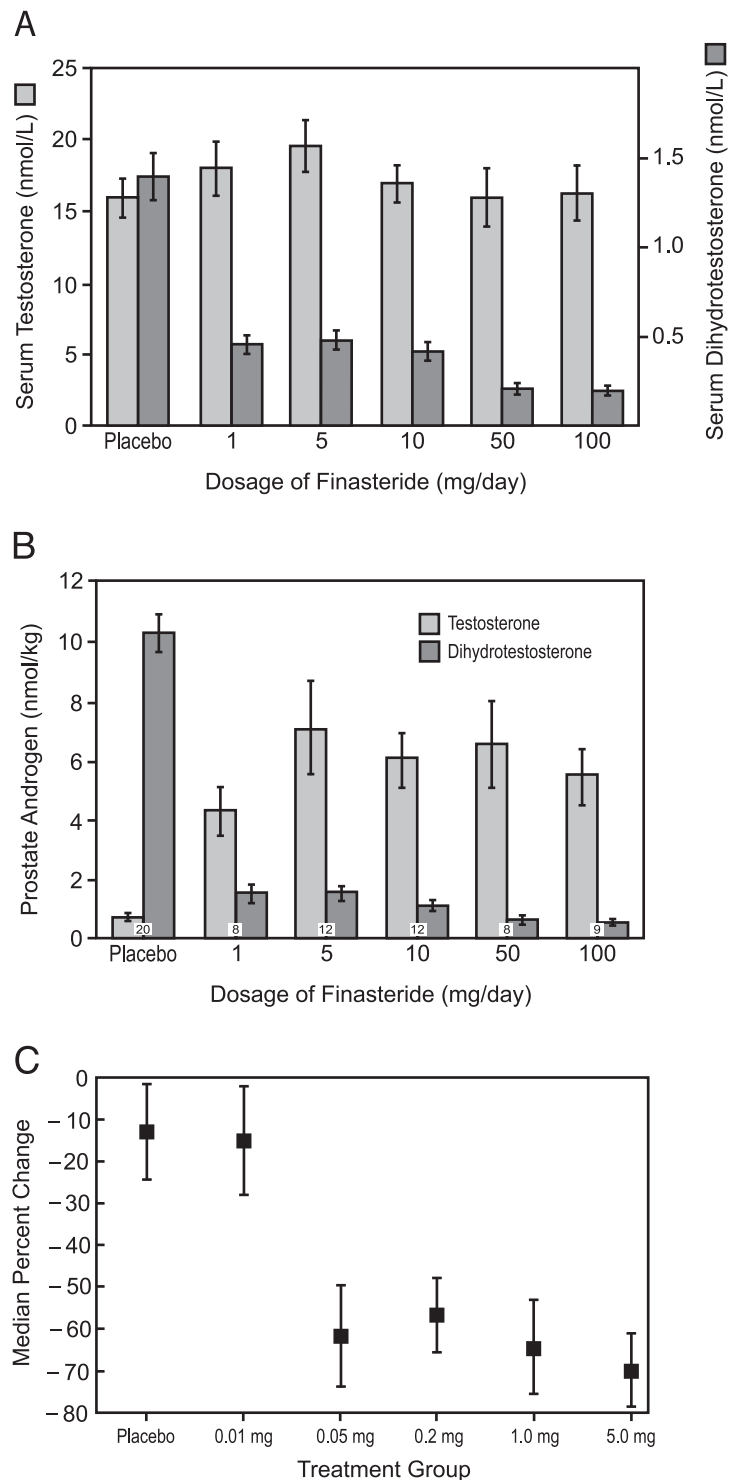 A
Serum Testosterone (nmol/L)
25
20
15
10
5
0
Serum Dihydrotestosterone (nmol/L)
1.5
1.0
0.5
Placebo 1 5 10 50 100
Dosage of Finasteride (mg/day)
B
Prostate Androgen (nmol/kg)
12
10
8
6
4
2
0
Testosterone
Dihydrotestosterone
20 8 12 12 8 9
Placebo 1 5 10 50 100
Dosage of Finasteride (mg/day)
C
Median Percent Change
0
−10
−20
−30
−40
−50
−60
−70
−80
Placebo 0.01 mg 0.05 mg 0.2 mg 1.0 mg 5.0 mg
Treatment Group